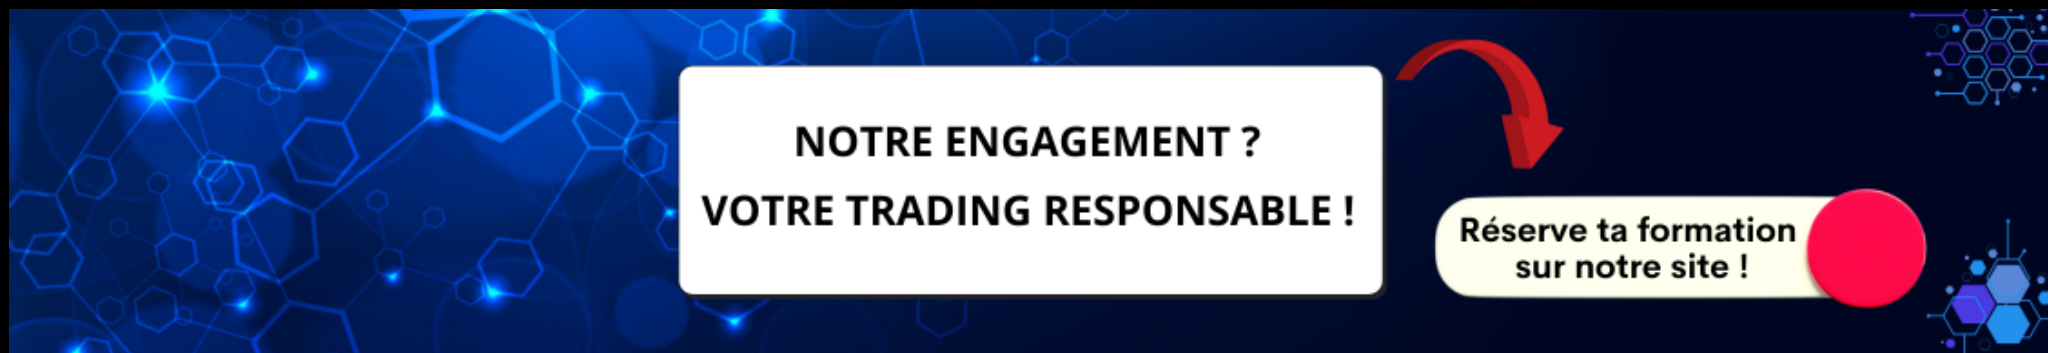 NOTRE ENGAGEMENT ?
VOTRE TRADING RESPONSABLE !
Réserve ta formation
sur notre site !